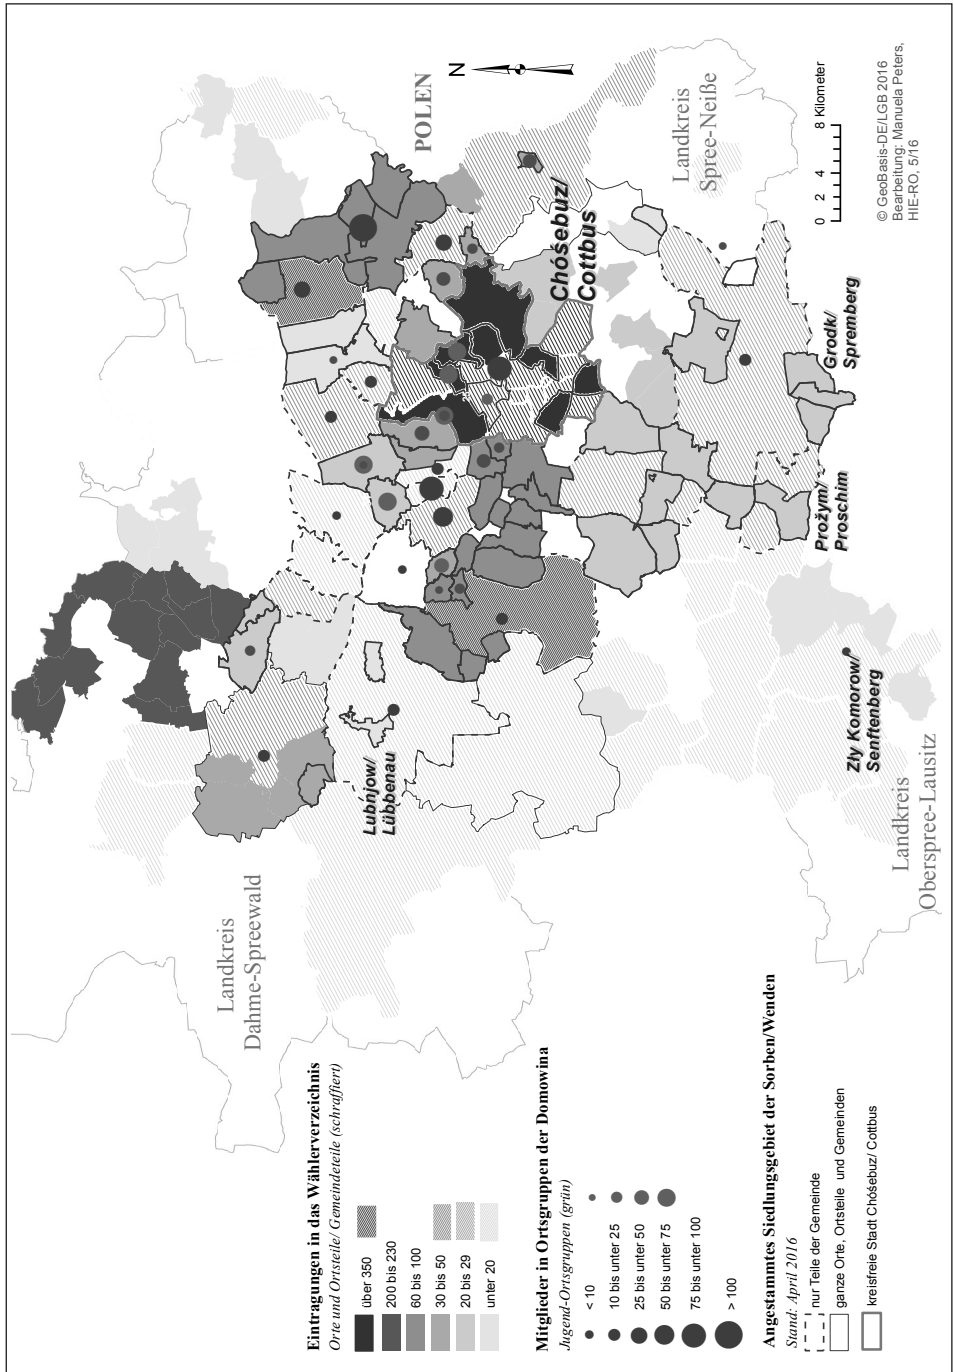 POLEN
N
Landkreis
Spree-Neiße
0 2 4 8 Kilometer
© GeoBasis-DE/LGB 2016
Bearbeitung: Manuela Peters,
HIE-RO, 5/16
Chóśebuz/
Cottbus
Grodk/
Spremberg
Prožym/
Proschim
Lubnjow/
Lübbenau
Zły Komorow/
Senftenberg
Landkreis
Oberspree-Lausitz
Landkreis
Dahme-Spreewald
Eintragungen in das Wählerverzeichnis
Orte und Ortsteile/ Gemeindeteile (schraffiert)
über 350
200 bis 230
60 bis 100
30 bis 50
20 bis 29
unter 20
Mitglieder in Ortsgruppen der Domowina
Jugend-Ortsgruppen (grün)
< 10
10 bis unter 25
25 bis unter 50
50 bis unter 75
75 bis unter 100
> 100
Angestammtes Siedlungsgebiet der Sorben/Wenden
Stand: April 2016
nur Teile der Gemeinde
ganze Orte, Ortsteile und Gemeinden
kreisfreie Stadt Chóśebuz/ Cottbus